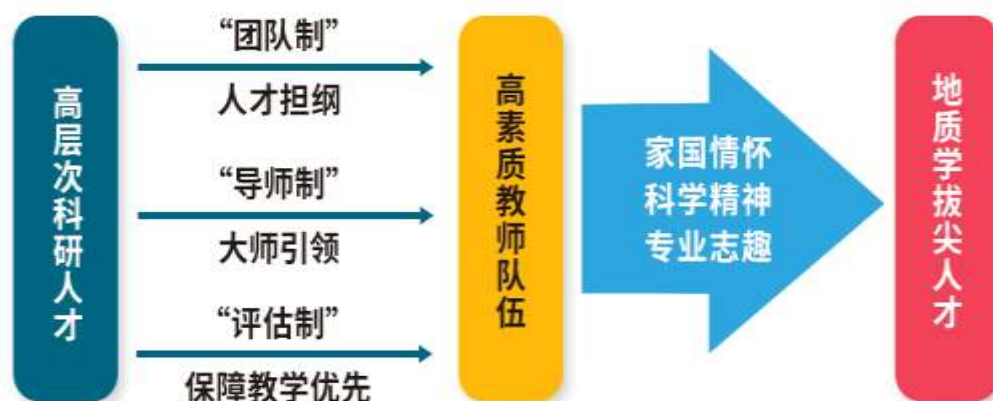 高层次科研人才
“团队制”
人才担纲
“导师制”
大师引领
“评估制”
保障教学优先
高素质教师队伍
家国情怀
科学精神
专业志趣
地质学拔尖人才